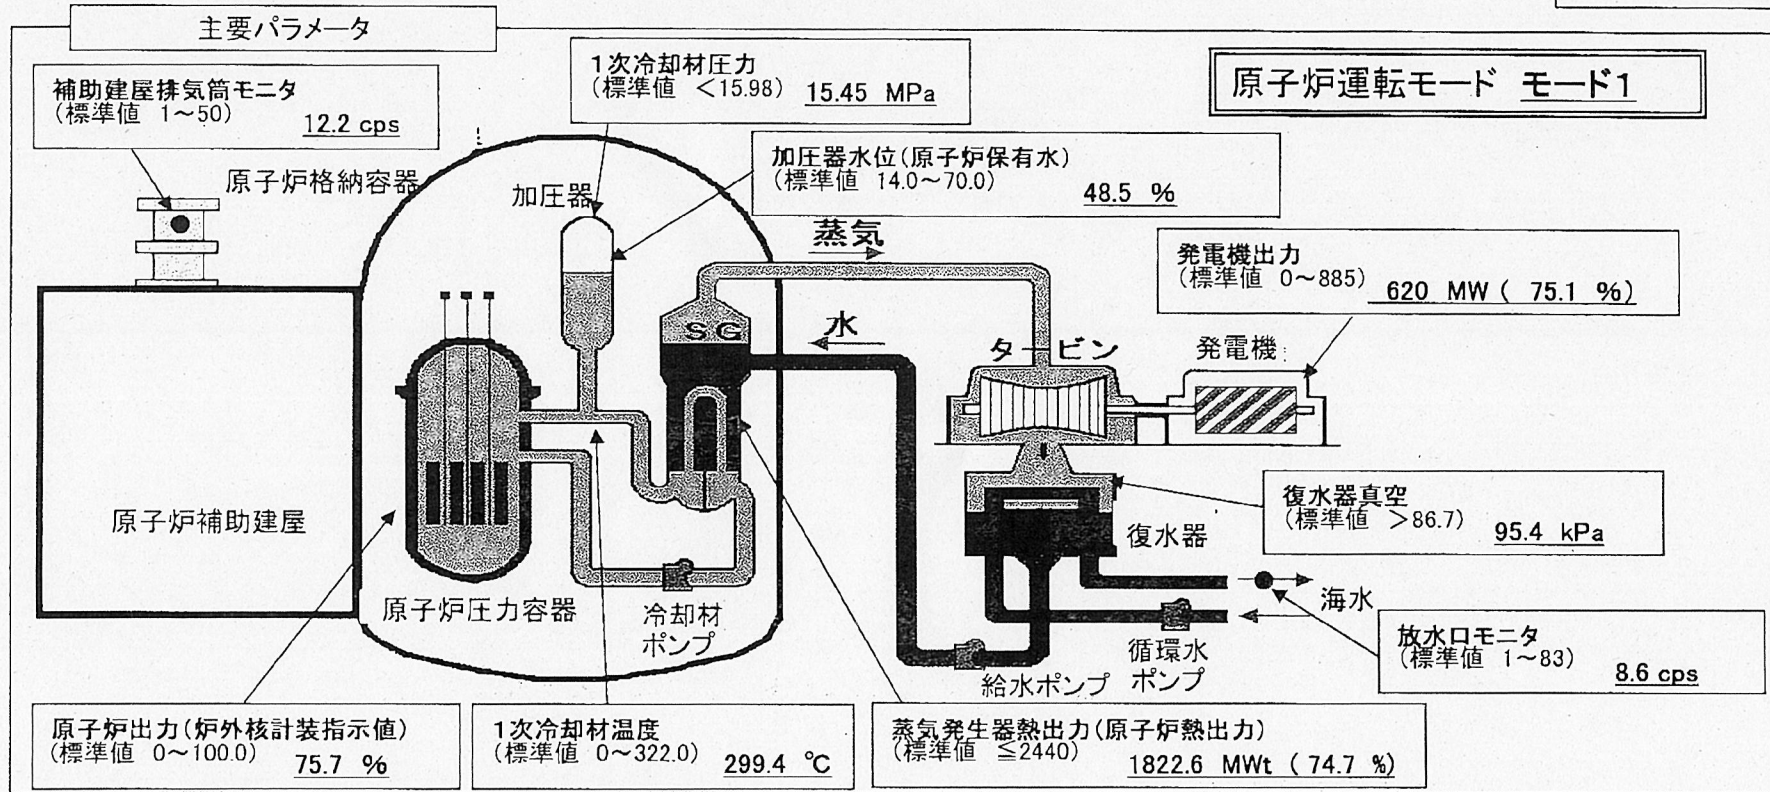 主要パラメータ
補助建屋排気筒モニタ
(標準値 1~50) 12.2 cps
1次冷却材圧力
(標準値 <15.98) 15.45 MPa
原子炉運転モード モード1
加圧器水位(原子炉保有水)
(標準値 14.0~70.0) 48.5 %
原子炉格納容器
加圧器
蒸気
発電機出力
(標準値 0~885) 620 MW ( 75.1 %)
SG
水
タービン
発電機
原子炉補助建屋
復水器真空
(標準値 >86.7) 95.4 kPa
復水器
原子炉圧力容器
冷却材
ポンプ
海水
循環水
ポンプ
給水ポンプ
放水口モニタ
(標準値 1~83) 8.6 cps
原子炉出力(炉外核計装指示値)
(標準値 0~100.0) 75.7 %
1次冷却材温度
(標準値 0~322.0) 299.4 ℃
蒸気発生器熱出力(原子炉熱出力)
(標準値 ≦2440) 1822.6 MWt ( 74.7 %)